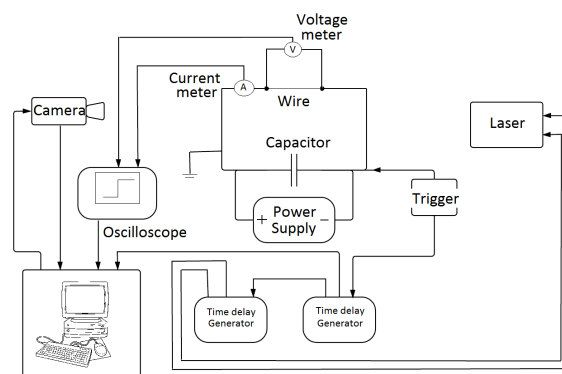 Voltage
meter
V
Current
meter
A
Wire
Camera
Laser
Capacitor
Trigger
+ Power −
Supply
Oscilloscope
Time delay
Generator
Time delay
Generator